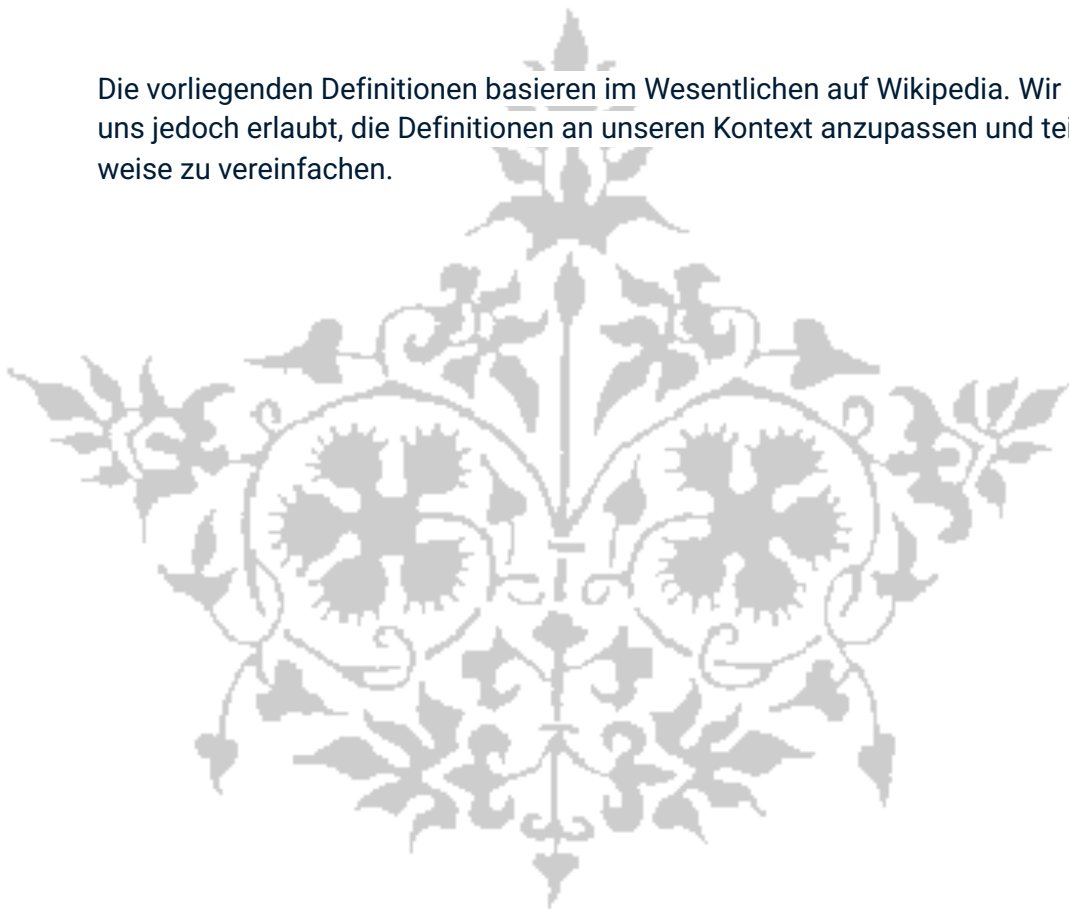 Die vorliegenden Definitionen basieren im Wesentlichen auf Wikipedia. Wir
uns jedoch erlaubt, die Definitionen an unseren Kontext anzupassen und tei
weise zu vereinfachen.